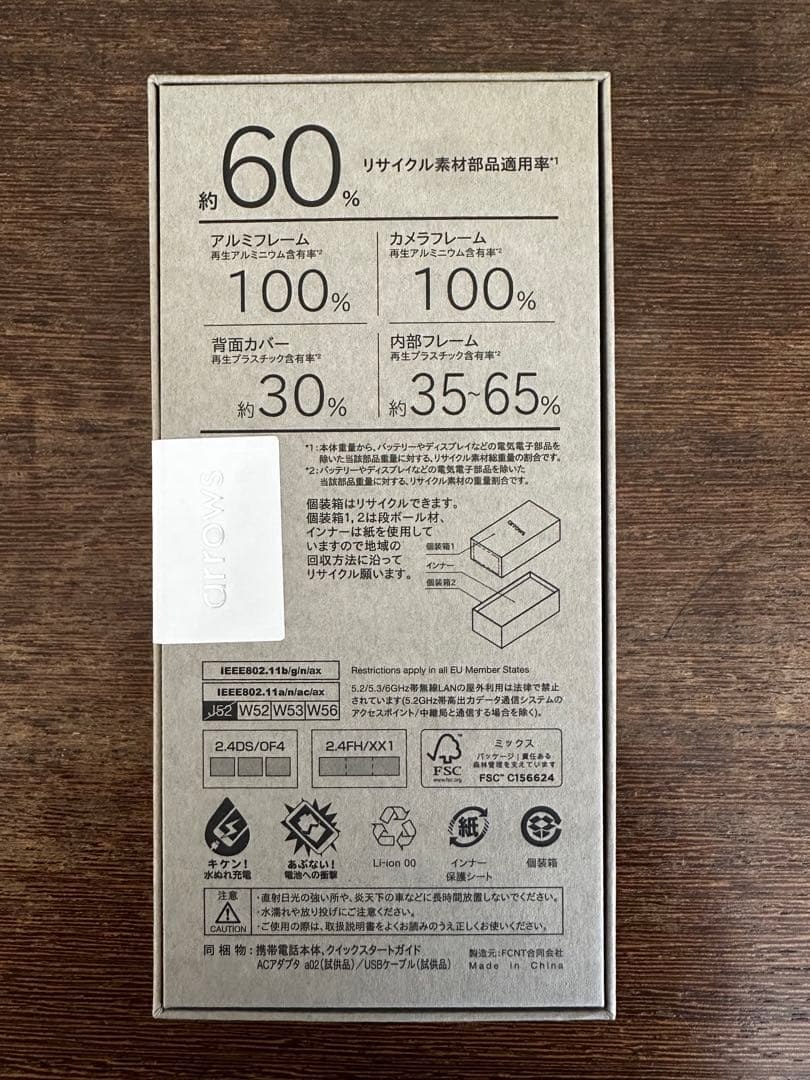 約60% リサイクル素材部品適用率*1
アルミフレーム
再生アルミニウム含有率*2
100%
カメラフレーム
再生アルミニウム含有率*2
100%
背面カバー
再生プラスチック含有率*2
約30%
内部フレーム
再生プラスチック含有率*2
約35~65%
*1:本体重量から、バッテリーやディスプレイなどの電気電子部品を
除いた当該部品重量に対する、リサイクル素材総重量の割合です。
*2:バッテリーやディスプレイなどの電気電子部品を除いた
当該部品重量に対する、リサイクル素材の重量割合です。
arrows
個装箱はリサイクルできます。
個装箱1,2は段ボール材、
インナーは紙を使用して
いますので地域の
回収方法に沿って
リサイクル願います。
arrows
個装箱1
インナー
個装箱2
IEEE802.11b/g/n/ax
IEEE802.11a/n/ac/ax
J52 W52 W53 W56
Restrictions apply in all EU Member States
5.2/5.3/6GHz帯無線LANの屋外利用は法律で禁止
されています(5.2GHz帯高出力データ通信システムの
アクセスポイント/中継局と通信する場合を除く)。
2.4DS/OF4
2.4FH/XX1
FSC
www.fsc.org
ミックス
パッケージ|責任ある
森林管理を支えています
FSC™ C156624
キケン!
水ぬれ充電
あぶない!
電池への衝撃
Li-ion 00
紙
インナー
保護シート
個装箱
注意
CAUTION
・直射日光の強い所や、炎天下の車などに長時間放置しないでください。
・水濡れや放り投げにご注意ください。
・ご使用の際は、取扱説明書をよくお読みのうえ正しくお使いください。
同梱物:携帯電話本体、クイックスタートガイド
ACアダプタ a02(試供品)/USBケーブル(試供品)
製造元:FCNT合同会社
Made in China